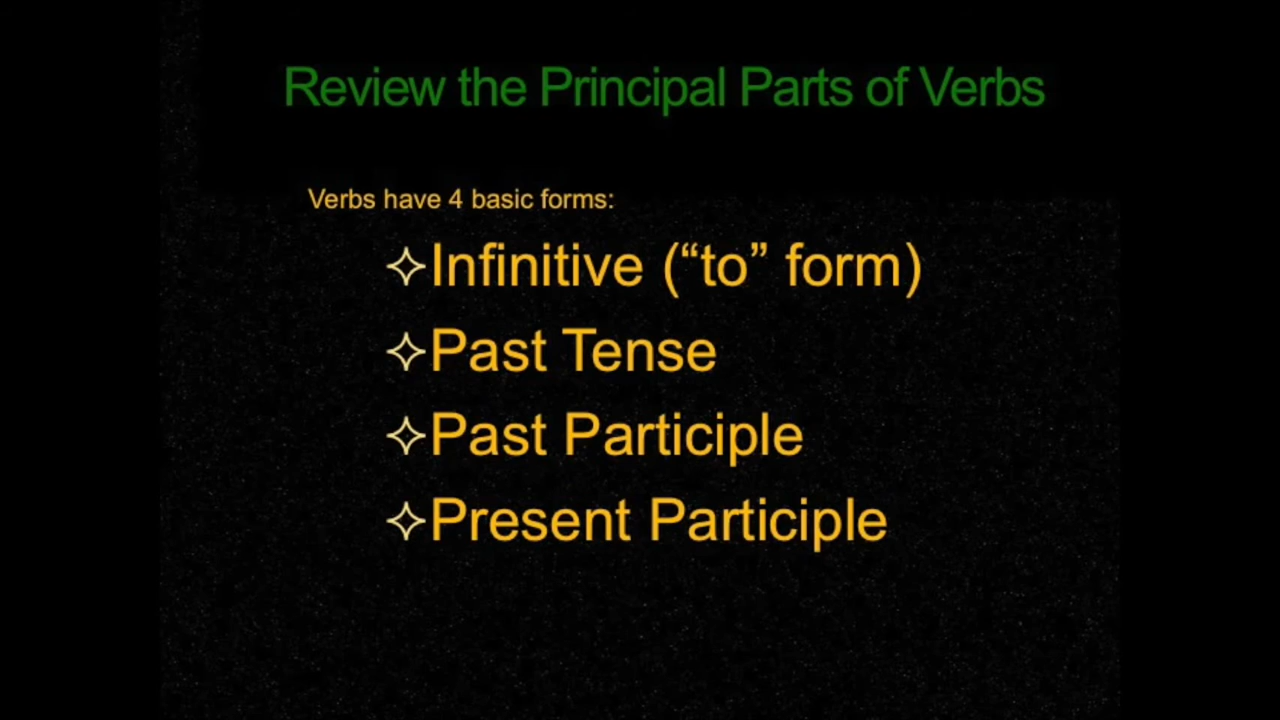 Review the Principal Parts of Verbs
Verbs have 4 basic forms:
✧Infinitive (“to” form)
✧Past Tense
✧Past Participle
✧Present Participle